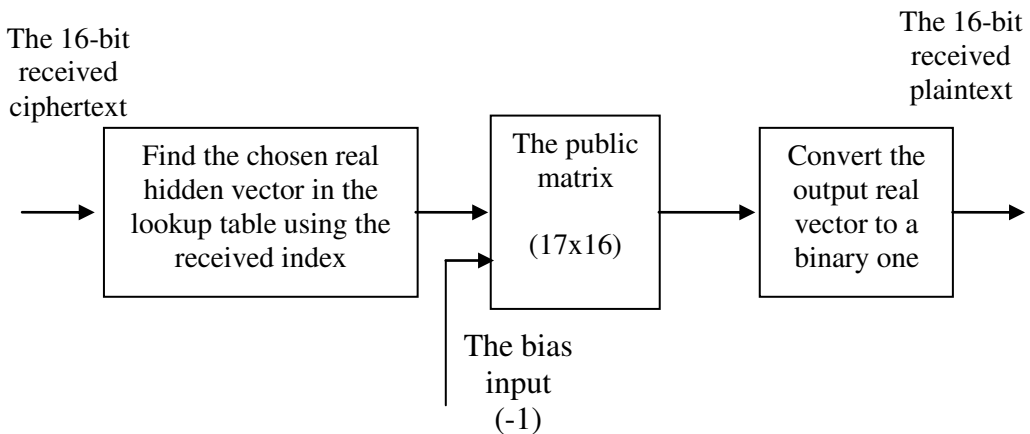 The 16-bit
received
ciphertext
Find the chosen real
hidden vector in the
lookup table using the
received index
The public
matrix
(17x16)
The bias
input
(-1)
Convert the
output real
vector to a
binary one
The 16-bit
received
plaintext